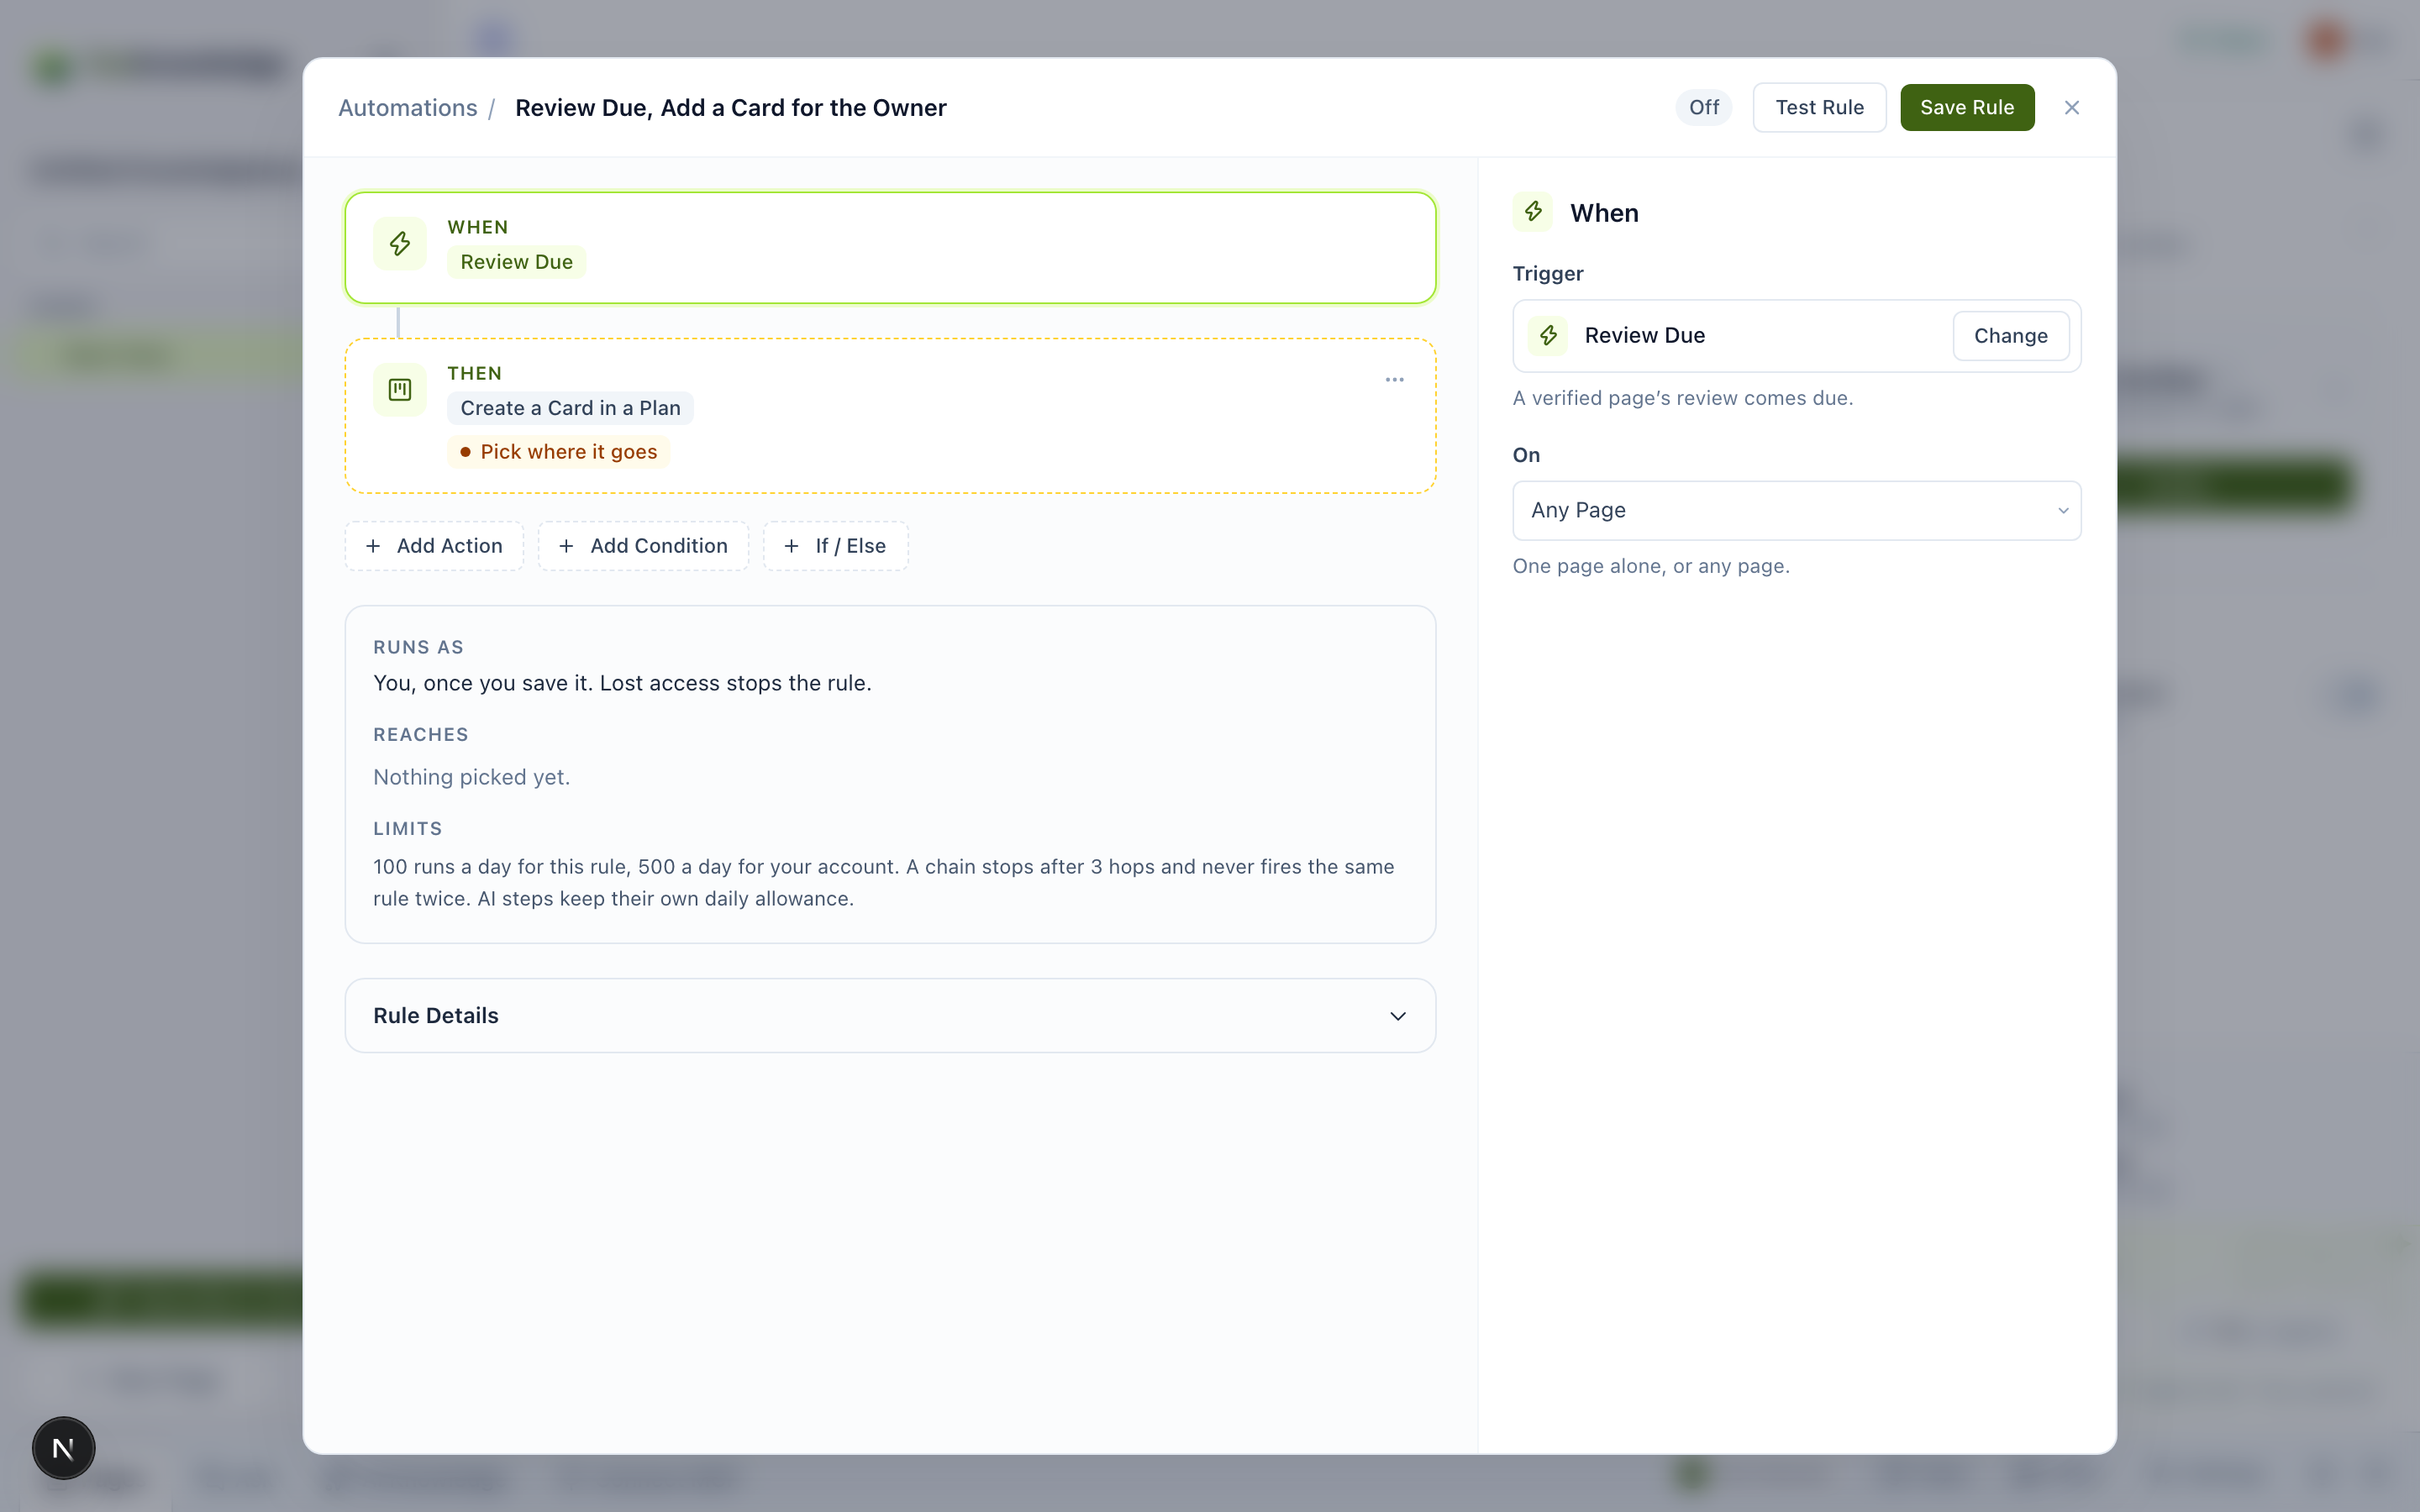 Automations / Review Due, Add a Card for the Owner
Off
Test Rule
Save Rule
WHEN
Review Due
THEN
Create a Card in a Plan
Pick where it goes
Add Action
Add Condition
If / Else
RUNS AS
You, once you save it. Lost access stops the rule.
REACHES
Nothing picked yet.
LIMITS
100 runs a day for this rule, 500 a day for your account. A chain stops after 3 hops and never fires the same
rule twice. AI steps keep their own daily allowance.
Rule Details
When
Trigger
Review Due
Change
A verified page’s review comes due.
On
Any Page
One page alone, or any page.
N